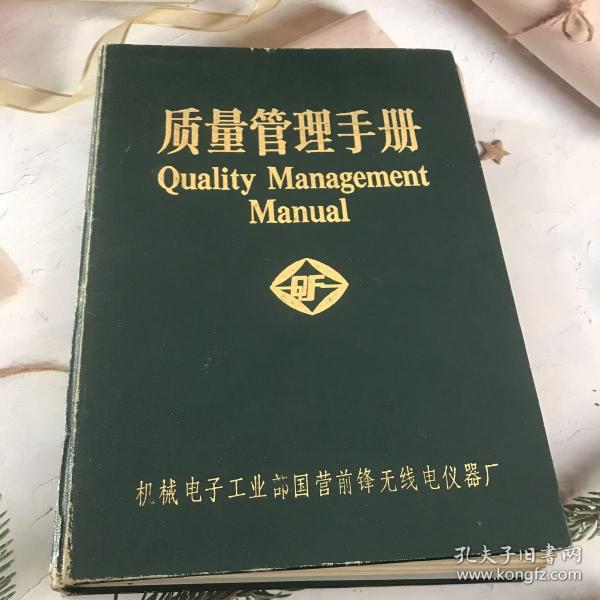 质量管理手册
Quality Management
Manual
QF
机械电子工业部国营前锋无线电仪器厂
孔夫子旧书网
www.kongfz.com